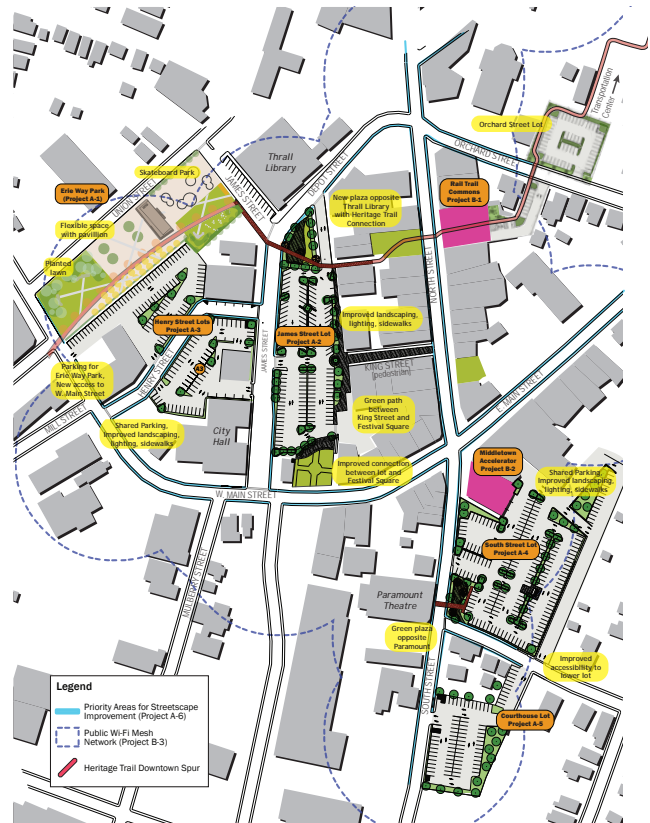 Transportation
Center
Orchard Street Lot
ORCHARD STREET
Thrall
Library
DEPOT STREET
Skateboard Park
Erie Way Park
(Project A-1)
UNION STREET
JAMES STREET
New plaza opposite
Thrall Library
with Heritage Trail
Connection
Rail Trail
Commons
Project B-1
Flexible space
with pavillion
Planted
lawn
NORTH STREET
Henry Street Lots
Project A-3
James Street Lot
Project A-2
Improved landscaping,
lighting, sidewalks
JAMES STREET
HENRY STREET
A3
KING STREET
(pedestrian)
Parking for
Erie Way Park,
New access to
W. Main Street
MILL STREET
Green path
between
King Street and
Festival Square
E. MAIN STREET
Shared Parking,
Improved landscaping,
lighting, sidewalks
City
Hall
Improved connection
between lot and
Festival Square
W. MAIN STREET
Middletown
Accelerator
Project B-2
Shared Parking,
Improved landscaping,
lighting, sidewalks
South Street Lot
Project A-4
MULBERRY STREET
Paramount
Theatre
Green plaza
opposite
Paramount
SOUTH STREET
Improved
accessibility to
lower lot
Courthouse Lot
Project A-5
Legend
Priority Areas for Streetscape
Improvement (Project A-6)
Public Wi-Fi Mesh
Network (Project B-3)
Heritage Trail Downtown Spur